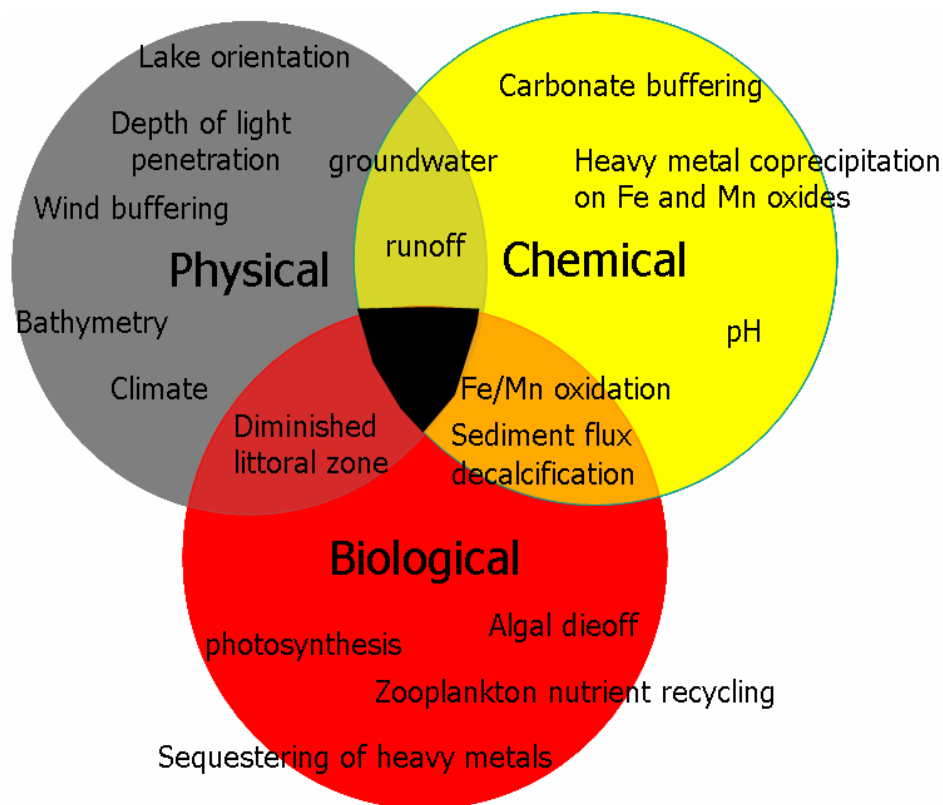 Lake orientation
Carbonate buffering
Depth of light
penetration
groundwater
Heavy metal coprecipitation
on Fe and Mn oxides
Wind buffering
runoff
Physical
Chemical
Bathymetry
pH
Climate
Fe/Mn oxidation
Diminished
littoral zone
Sediment flux
decalcification
Biological
Algal dieoff
photosynthesis
Zooplankton nutrient recycling
Sequestering of heavy metals